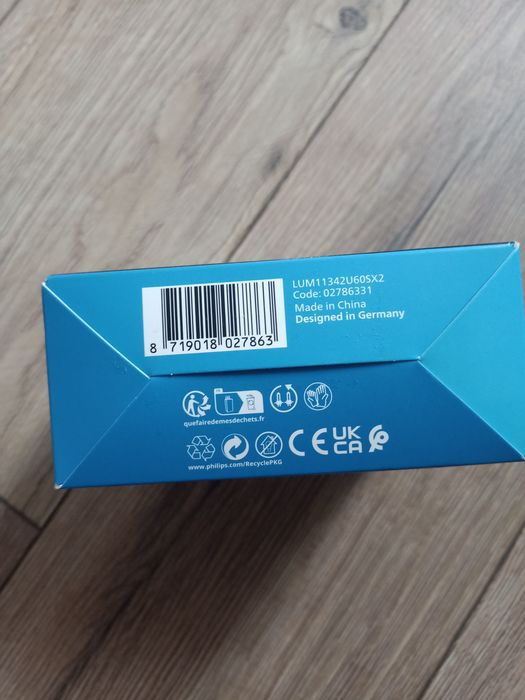 LUM11342U60SX2
Code: 02786331
Made in China
Designed in Germany
8 719018 027863
quefairedemesdechets.fr
www.philips.com/RecyclePKG
CE
UK
CA